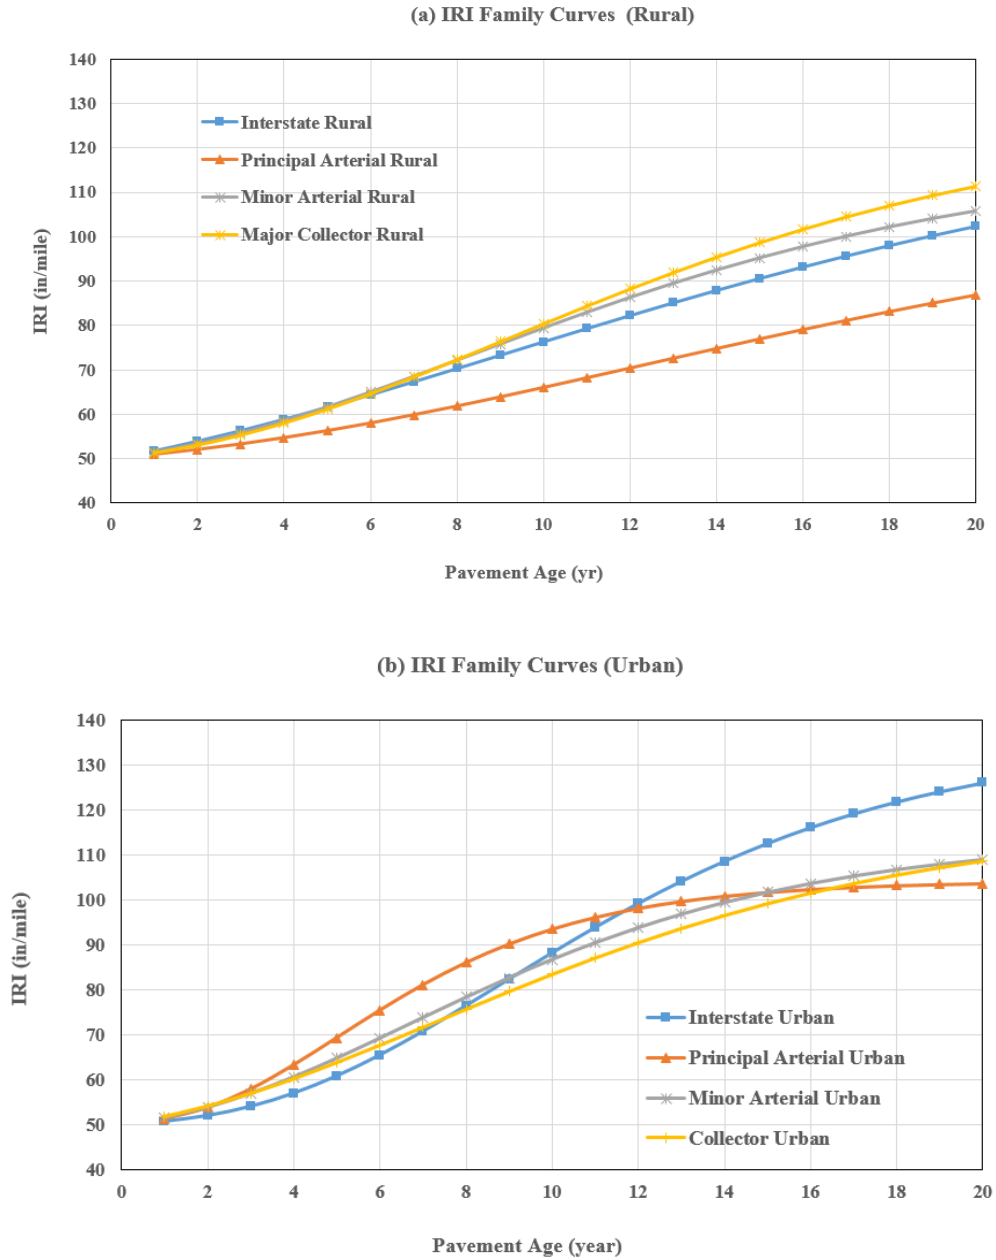 (a) IRI Family Curves (Rural)
140
130
120
110
100
90
80
70
60
50
40
IRI (in/mile)
Interstate Rural
Principal Arterial Rural
Minor Arterial Rural
Major Collector Rural
0 2 4 6 8 10 12 14 16 18 20
Pavement Age (yr)
(b) IRI Family Curves (Urban)
140
130
120
110
100
90
80
70
60
50
40
IRI (in/mile)
Interstate Urban
Principal Arterial Urban
Minor Arterial Urban
Collector Urban
0 2 4 6 8 10 12 14 16 18 20
Pavement Age (year)